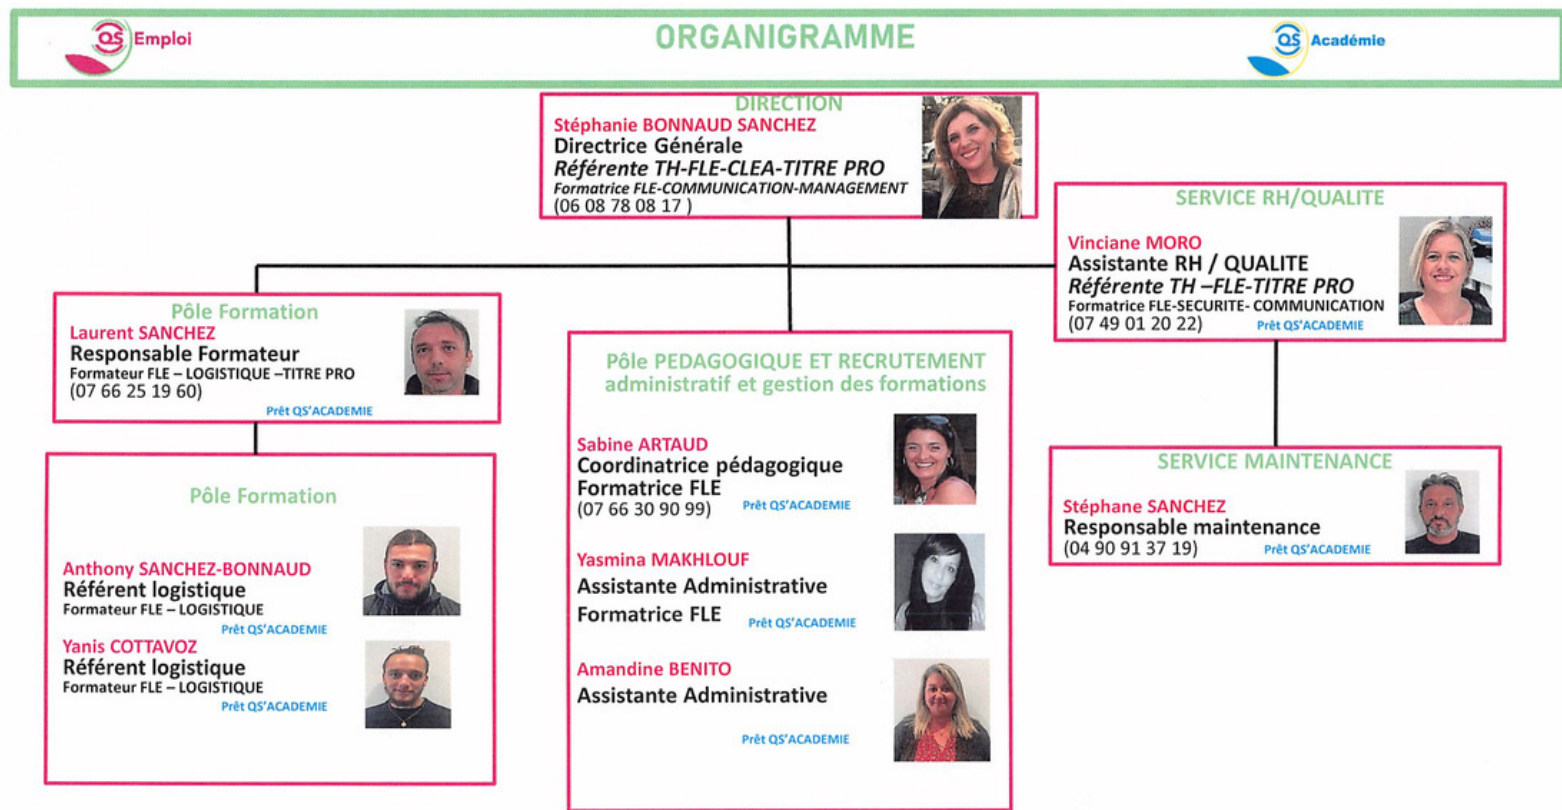 QS Emploi
ORGANIGRAMME
QS Académie
DIRECTION
Stéphanie BONNAUD SANCHEZ
Directrice Générale
Référente TH-FLE-CLEA-TITRE PRO
Formatrice FLE-COMMUNICATION-MANAGEMENT
(06 08 78 08 17 )
SERVICE RH/QUALITE
Vinciane MORO
Assistante RH / QUALITE
Référente TH –FLE-TITRE PRO
Formatrice FLE-SECURITE- COMMUNICATION
(07 49 01 20 22)
Prêt QS'ACADEMIE
Pôle Formation
Laurent SANCHEZ
Responsable Formateur
Formateur FLE – LOGISTIQUE –TITRE PRO
(07 66 25 19 60)
Prêt QS'ACADEMIE
Pôle PEDAGOGIQUE ET RECRUTEMENT
administratif et gestion des formations
Sabine ARTAUD
Coordinatrice pédagogique
Formatrice FLE
(07 66 30 90 99)
Prêt QS'ACADEMIE
Yasmina MAKHLOUF
Assistante Administrative
Formatrice FLE
Prêt QS'ACADEMIE
Amandine BENITO
Assistante Administrative
Prêt QS'ACADEMIE
SERVICE MAINTENANCE
Stéphane SANCHEZ
Responsable maintenance
(04 90 91 37 19)
Prêt QS'ACADEMIE
Pôle Formation
Anthony SANCHEZ-BONNAUD
Référent logistique
Formateur FLE – LOGISTIQUE
Prêt QS'ACADEMIE
Yanis COTTAVOZ
Référent logistique
Formateur FLE – LOGISTIQUE
Prêt QS'ACADEMIE